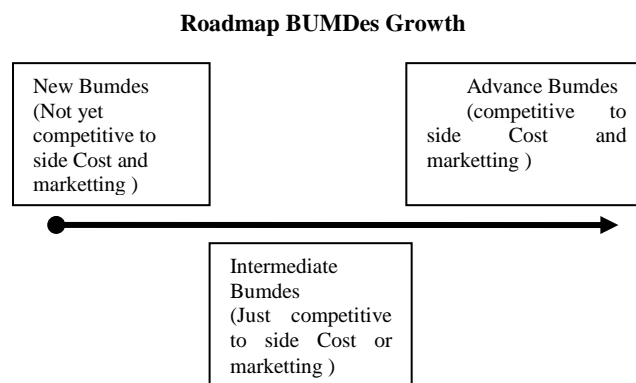 Roadmap BUMDes Growth
New Bumdes
(Not yet
competitive to
side Cost and
marketting )
Advance Bumdes
(competitive to
side Cost and
marketting )
Intermediate
Bumdes
(Just competitive
to side Cost or
marketting )